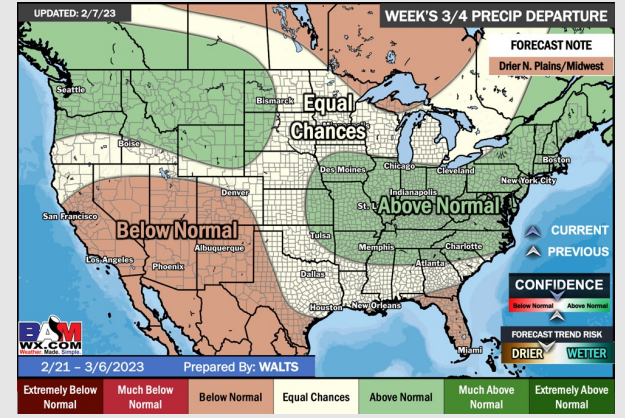 UPDATED: 2/7/23
WEEK'S 3/4 PRECIP DEPARTURE
FORECAST NOTE
Drier N. Plains/Midwest
Seattle
Bismarck
Equal
Chances
Boise
Des Moines
Chicago
Cleveland
Boston
New York City
Denver
Indianapolis
St. L
Above Normal
San Francisco
Below Normal
Tulsa
CURRENT
Albuquerque
Memphis
Charlotte
PREVIOUS
Los Angeles
Phoenix
Atlanta
Dallas
CONFIDENCE
Below Normal
Above Normal
Houston
New Orleans
FORECAST TREND RISK
DRIER
WETTER
Miami
BAM
WX.COM
Weather. Made. Simple.
2/21 – 3/6/2023
Prepared By: WALTS
Extremely Below
Normal
Much Below
Normal
Below Normal
Equal Chances
Above Normal
Much Above
Normal
Extremely Above
Normal